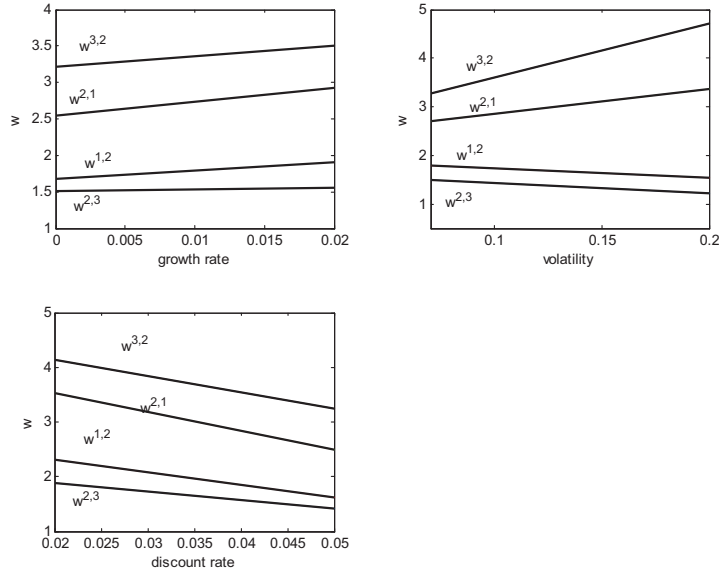 4
3.5
3
2.5
2
1.5
1
w
w^3,2
w^2,1
w^1,2
w^2,3
0 0.005 0.01 0.015 0.02
growth rate
5
4
3
2
1
w
w^3,2
w^2,1
w^1,2
w^2,3
0.1 0.15 0.2
volatility
5
4
3
2
1
w
w^3,2
w^2,1
w^1,2
w^2,3
0.02 0.025 0.03 0.035 0.04 0.045 0.05
discount rate